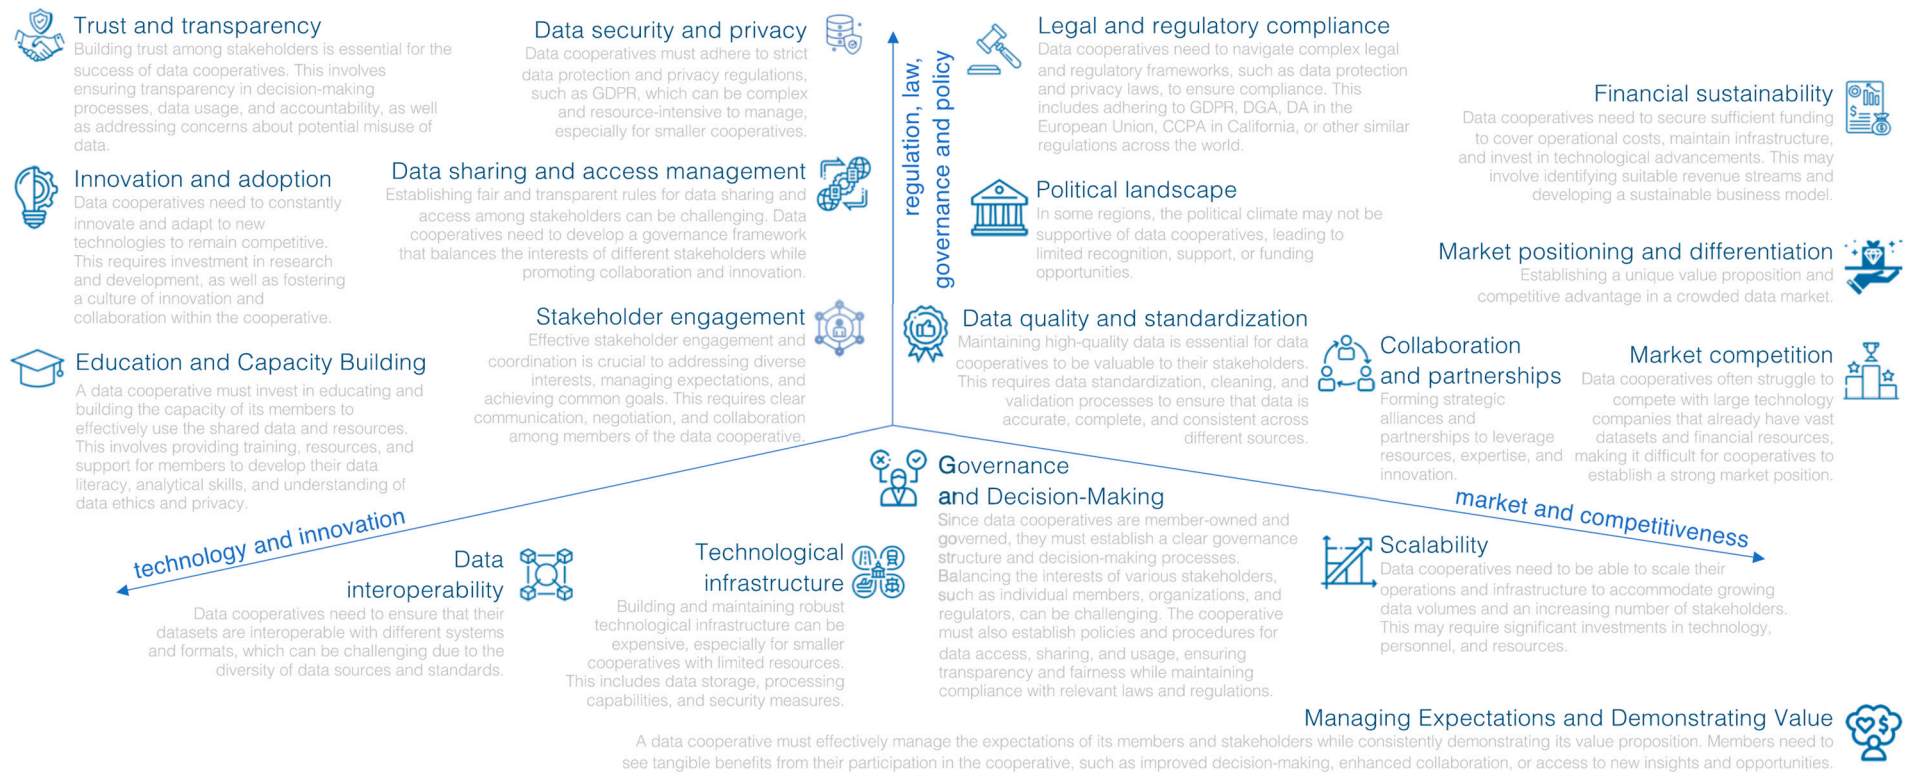 Trust and transparency
Building trust among stakeholders is essential for the
success of data cooperatives. This involves
ensuring transparency in decision-making
processes, data usage, and accountability, as well
as addressing concerns about potential misuse of
data.
Innovation and adoption
Data cooperatives need to constantly
innovate and adapt to new
technologies to remain competitive.
This requires investment in research
and development, as well as fostering
a culture of innovation and
collaboration within the cooperative.
Education and Capacity Building
A data cooperative must invest in educating and
building the capacity of its members to
effectively use the shared data and resources.
This involves providing training, resources, and
support for members to develop their data
literacy, analytical skills, and understanding of
data ethics and privacy.
Data security and privacy
Data cooperatives must adhere to strict
data protection and privacy regulations,
such as GDPR, which can be complex
and resource-intensive to manage,
especially for smaller cooperatives.
Data sharing and access management
Establishing fair and transparent rules for data sharing and
access among stakeholders can be challenging. Data
cooperatives need to develop a governance framework
that balances the interests of different stakeholders while
promoting collaboration and innovation.
Stakeholder engagement
Effective stakeholder engagement and
coordination is crucial to addressing diverse
interests, managing expectations, and
achieving common goals. This requires clear
communication, negotiation, and collaboration
among members of the data cooperative.
regulation, law,
governance and policy
Legal and regulatory compliance
Data cooperatives need to navigate complex legal
and regulatory frameworks, such as data protection
and privacy laws, to ensure compliance. This
includes adhering to GDPR, DGA, DA in the
European Union, CCPA in California, or other similar
regulations across the world.
Political landscape
In some regions, the political climate may not be
supportive of data cooperatives, leading to
limited recognition, support, or funding
opportunities.
Data quality and standardization
Maintaining high-quality data is essential for data
cooperatives to be valuable to their stakeholders.
This requires data standardization, cleaning, and
validation processes to ensure that data is
accurate, complete, and consistent across
different sources.
Financial sustainability
Data cooperatives need to secure sufficient funding
to cover operational costs, maintain infrastructure,
and invest in technological advancements. This may
involve identifying suitable revenue streams and
developing a sustainable business model.
Market positioning and differentiation
Establishing a unique value proposition and
competitive advantage in a crowded data market.
Collaboration
and partnerships
Forming strategic
alliances and
partnerships to leverage
resources, expertise, and
innovation.
Market competition
Data cooperatives often struggle to
compete with large technology
companies that already have vast
datasets and financial resources,
making it difficult for cooperatives to
establish a strong market position.
technology and innovation
market and competitiveness
Data
interoperability
Data cooperatives need to ensure that their
datasets are interoperable with different systems
and formats, which can be challenging due to the
diversity of data sources and standards.
Technological
infrastructure
Building and maintaining robust
technological infrastructure can be
expensive, especially for smaller
cooperatives with limited resources.
This includes data storage, processing
capabilities, and security measures.
Governance
and Decision-Making
Since data cooperatives are member-owned and
governed, they must establish a clear governance
structure and decision-making processes.
Balancing the interests of various stakeholders,
such as individual members, organizations, and
regulators, can be challenging. The cooperative
must also establish policies and procedures for
data access, sharing, and usage, ensuring
transparency and fairness while maintaining
compliance with relevant laws and regulations.
Scalability
Data cooperatives need to be able to scale their
operations and infrastructure to accommodate growing
data volumes and an increasing number of stakeholders.
This may require significant investments in technology,
personnel, and resources.
Managing Expectations and Demonstrating Value
A data cooperative must effectively manage the expectations of its members and stakeholders while consistently demonstrating its value proposition. Members need to
see tangible benefits from their participation in the cooperative, such as improved decision-making, enhanced collaboration, or access to new insights and opportunities.